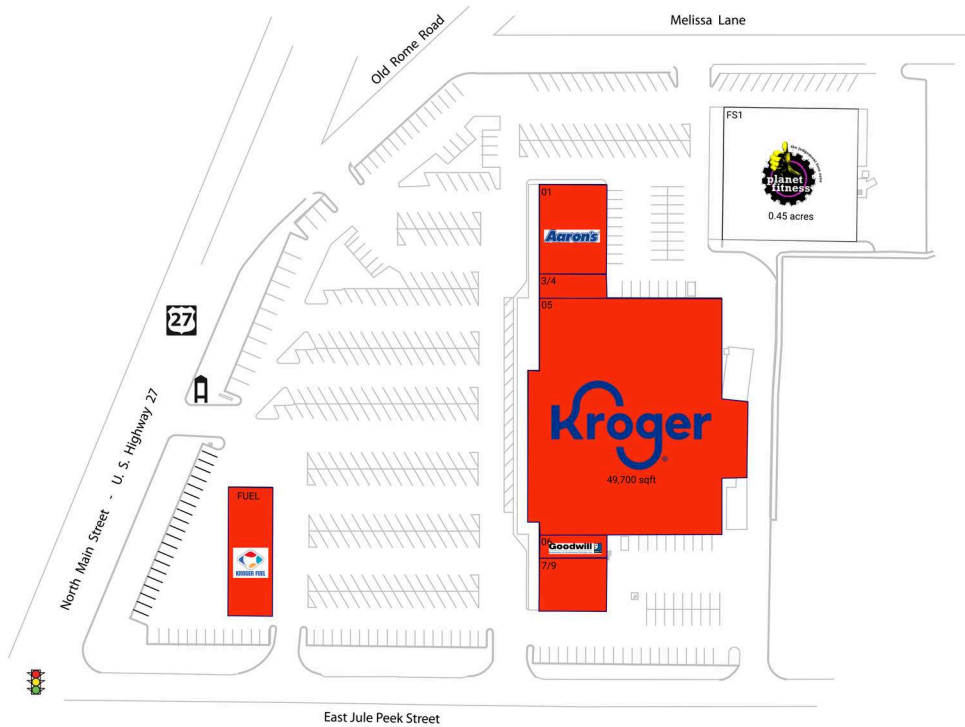 Melissa Lane
Old Rome Road
FS1
the judgement free zone
planet
fitness
0.45 acres
01
Aaron's
3/4
05
27
Kroger
49,700 sqft
North Main Street - U. S. Highway 27
FUEL
KROGER FUEL
06
Goodwill
7/9
East Jule Peek Street